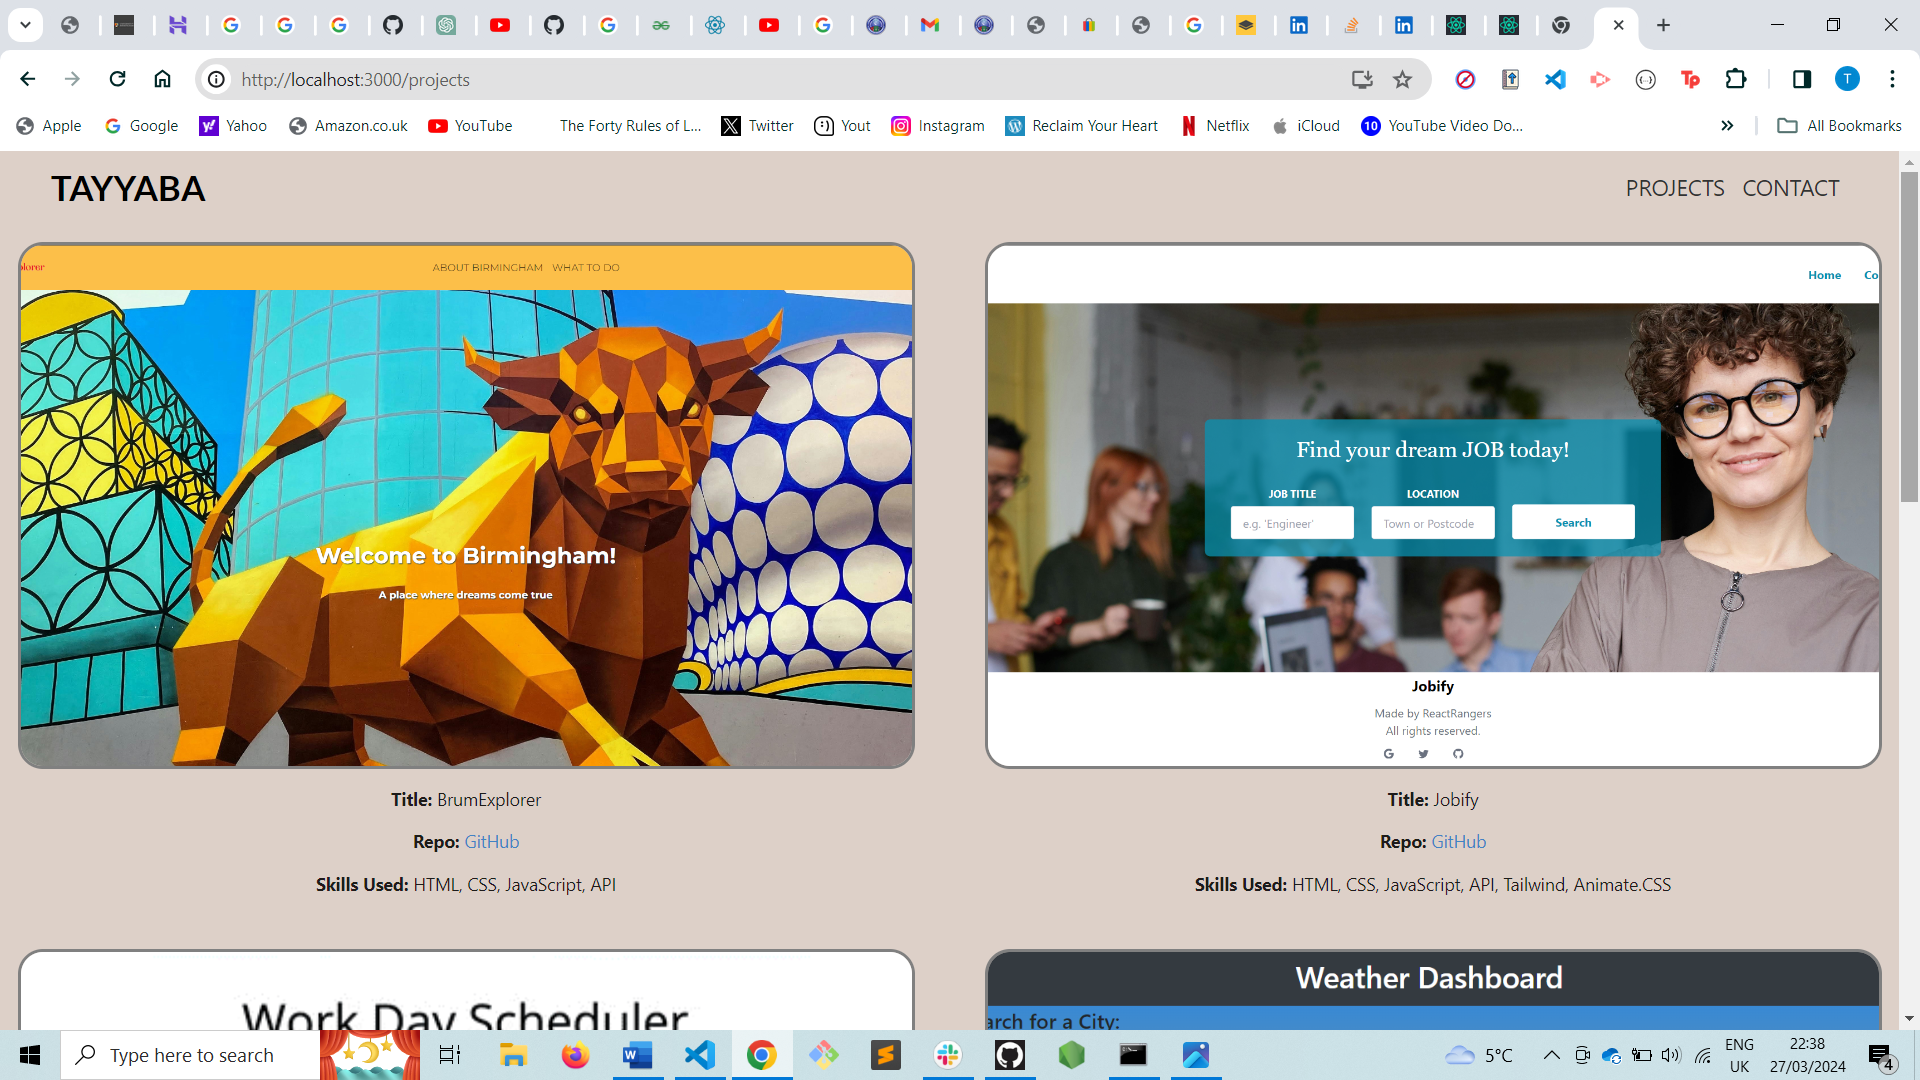 http://localhost:3000/projects
T
Apple
Google
Yahoo
Amazon.co.uk
YouTube
The Forty Rules of L...
Twitter
Yout
Instagram
Reclaim Your Heart
Netflix
iCloud
10 YouTube Video Do...
All Bookmarks
TAYYABA
PROJECTS CONTACT
plorer
ABOUT BIRMINGHAM WHAT TO DO
Welcome to Birmingham!
A place where dreams come true
Title: BrumExplorer
Repo: GitHub
Skills Used: HTML, CSS, JavaScript, API
Home Co
Find your dream JOB today!
JOB TITLE LOCATION
e.g. 'Engineer' Town or Postcode Search
Jobify
Made by ReactRangers
All rights reserved.
Title: Jobify
Repo: GitHub
Skills Used: HTML, CSS, JavaScript, API, Tailwind, Animate.CSS
Work Day Scheduler
Weather Dashboard
arch for a City:
Type here to search
5°C
ENG
UK
22:38
27/03/2024
4